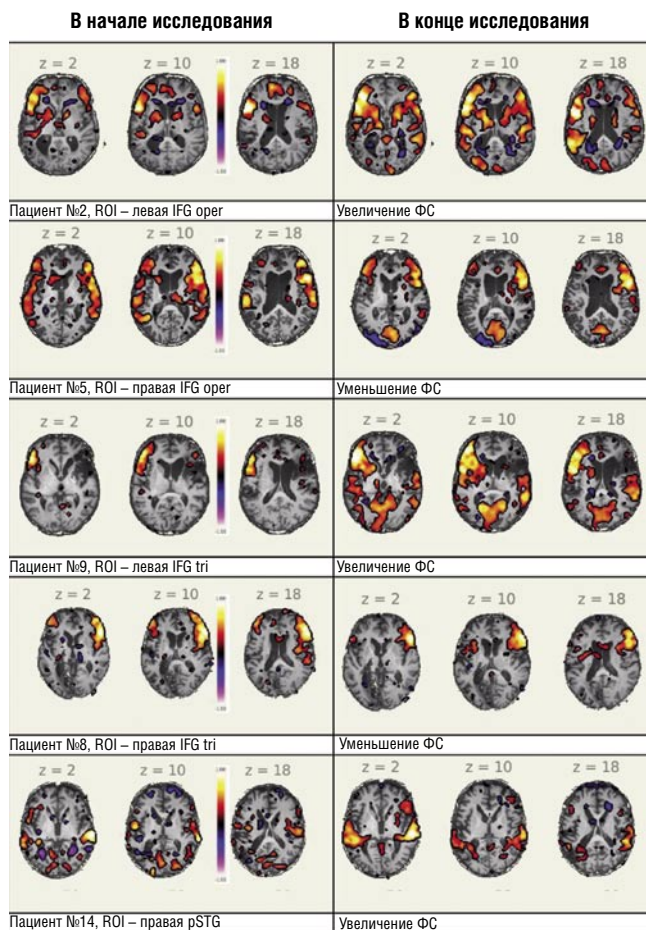 В начале исследования В конце исследования
z = 2 z = 10 z = 18 z = 2 z = 10 z = 18
Пациент №2, ROI – левая IFG oper Увеличение ФС
z = 2 z = 10 z = 18 z = 2 z = 10 z = 18
Пациент №5, ROI – правая IFG oper Уменьшение ФС
z = 2 z = 10 z = 18 z = 2 z = 10 z = 18
Пациент №9, ROI – левая IFG tri Увеличение ФС
z = 2 z = 10 z = 18 z = 2 z = 10 z = 18
Пациент №8, ROI – правая IFG tri Уменьшение ФС
z = 2 z = 10 z = 18 z = 2 z = 10 z = 18
Пациент №14, ROI – правая pSTG Увеличение ФС